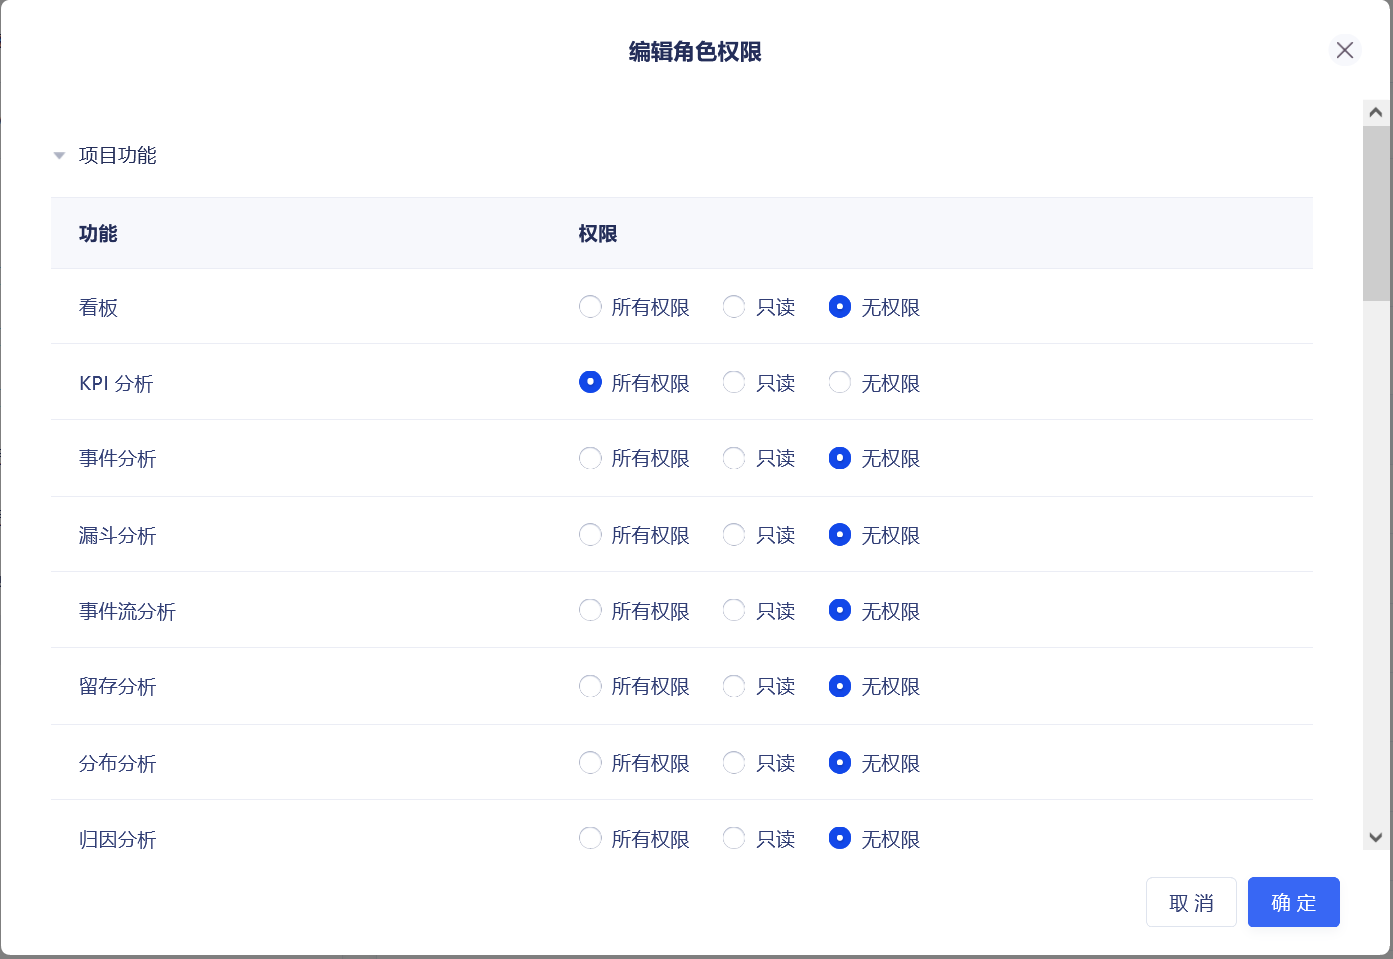 编辑角色权限
项目功能
功能 权限
看板 所有权限 只读 无权限
KPI 分析 所有权限 只读 无权限
事件分析 所有权限 只读 无权限
漏斗分析 所有权限 只读 无权限
事件流分析 所有权限 只读 无权限
留存分析 所有权限 只读 无权限
分布分析 所有权限 只读 无权限
归因分析 所有权限 只读 无权限
取 消 确 定